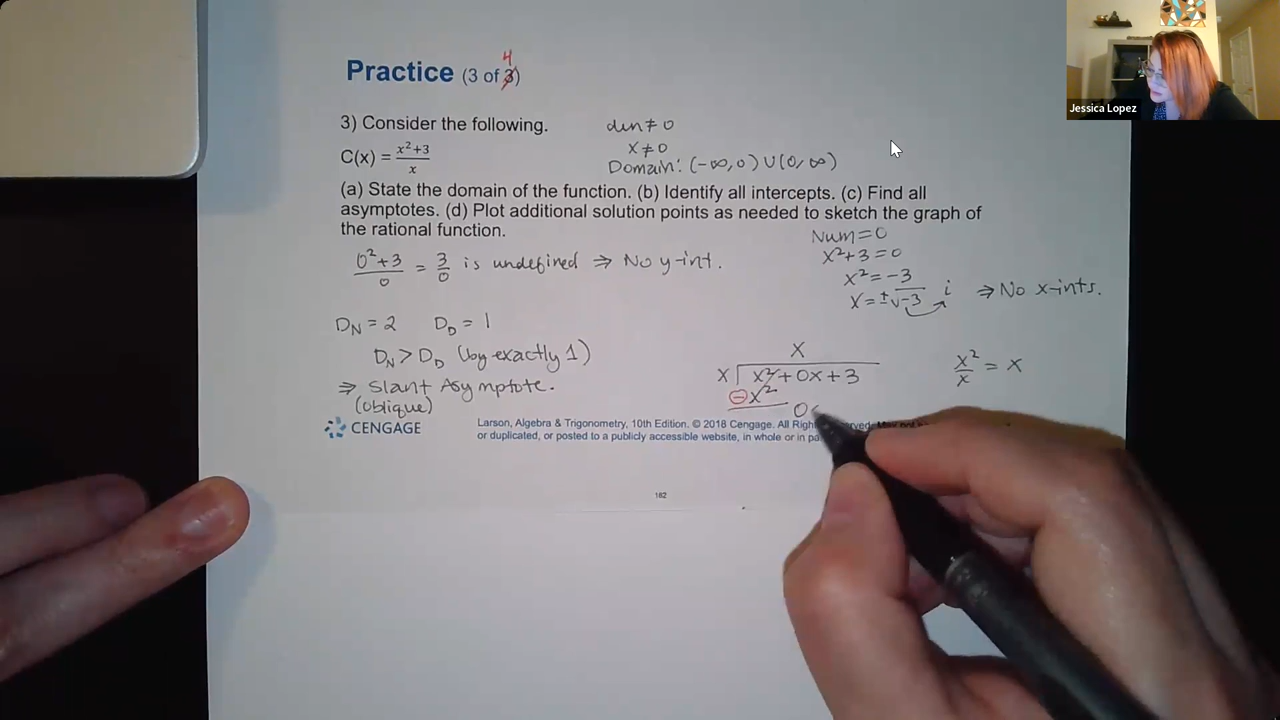 Jessica Lopez
4
Practice (3 of 3)
3) Consider the following.
den ≠ 0
C(x) = x²+3 / x
x ≠ 0
Domain: (-∞, 0) ∪ (0, ∞)
(a) State the domain of the function. (b) Identify all intercepts. (c) Find all
asymptotes. (d) Plot additional solution points as needed to sketch the graph of
the rational function.
0²+3 / 0 = 3/0 is undefined ⇒ No y-int.
Num = 0
x²+3 = 0
x² = -3
x = ±√-3 i ⇒ No x-ints.
D_N = 2 D_D = 1
D_N > D_D (by exactly 1)
⇒ Slant Asymptote.
(oblique)
x
x x²+0x+3
⊖ x²
0
x²/x = x
CENGAGE
Larson, Algebra & Trigonometry, 10th Edition. © 2018 Cengage. All
or duplicated, or posted to a publicly accessible website, in whole or in
162